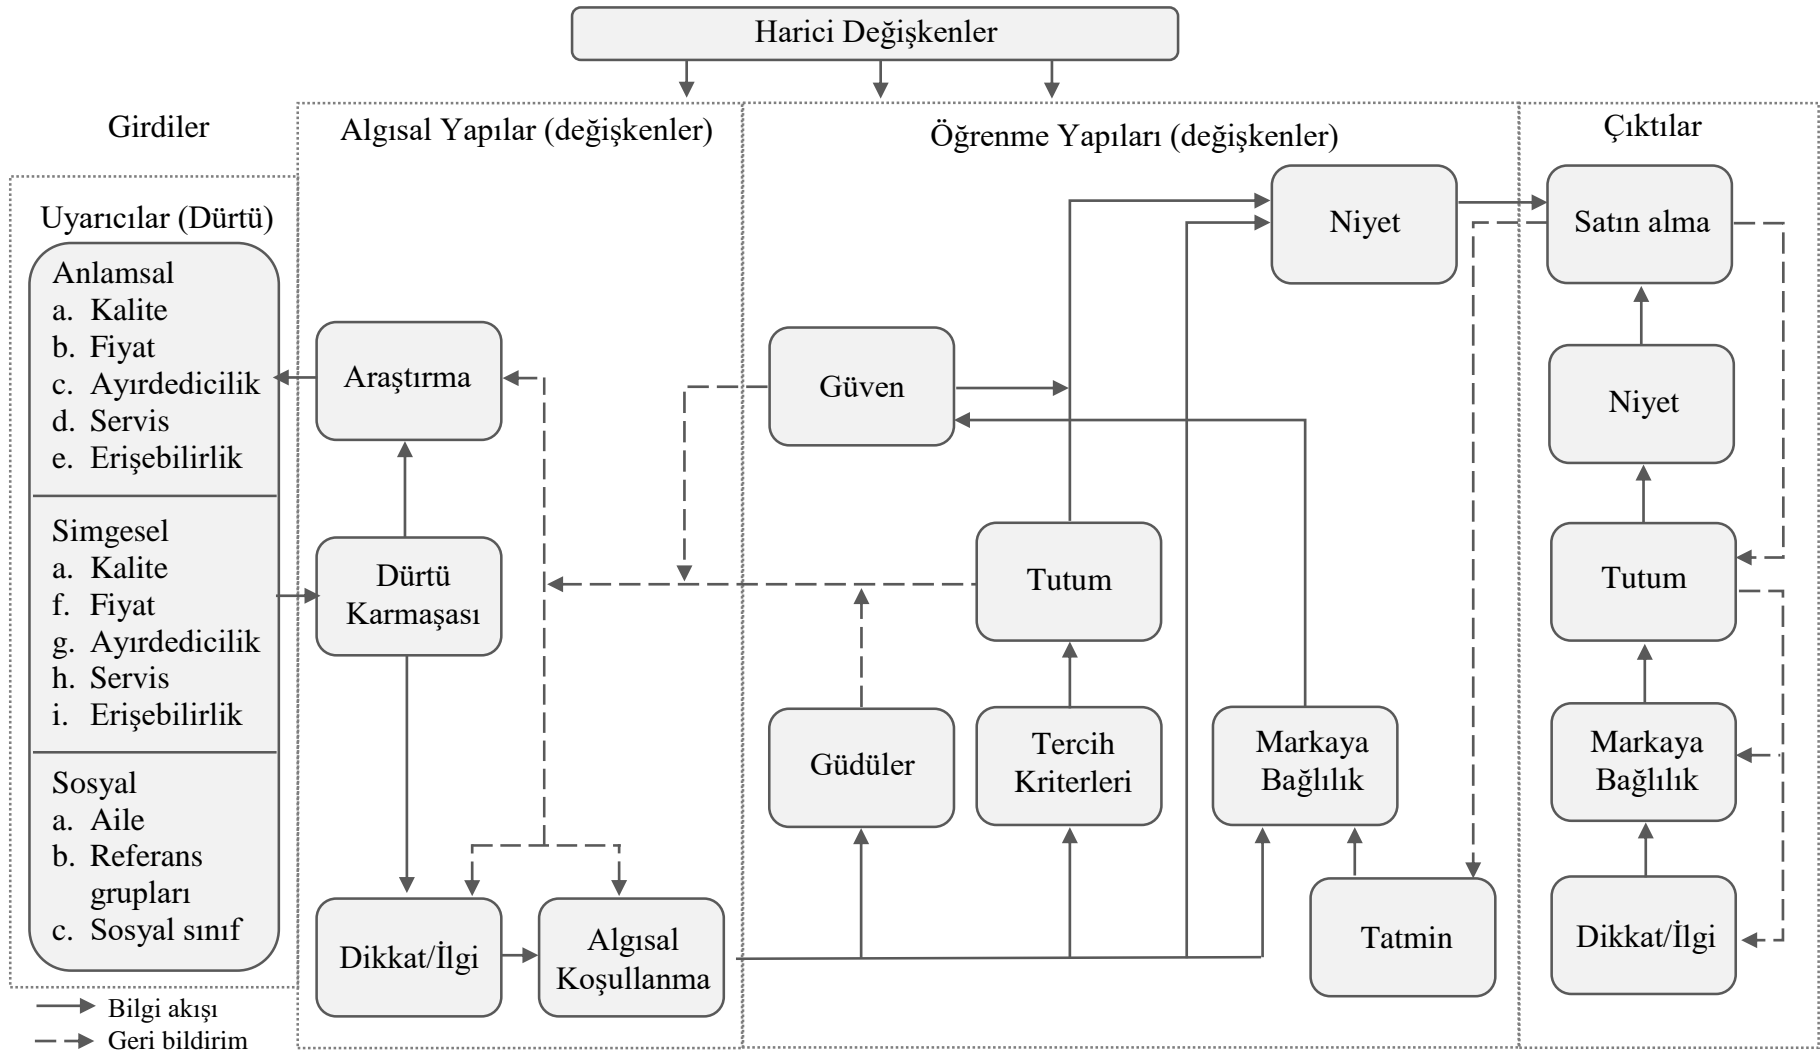 Harici Değişkenler
Girdiler
Uyarıcılar (Dürtü)
Anlamsal
a. Kalite
b. Fiyat
c. Ayırdedicilik
d. Servis
e. Erişebilirlik
Simgesel
a. Kalite
f. Fiyat
g. Ayırdedicilik
h. Servis
i. Erişebilirlik
Sosyal
a. Aile
b. Referans
grupları
c. Sosyal sınıf
Bilgi akışı
Geri bildirim
Algısal Yapılar (değişkenler)
Araştırma
Dürtü
Karmaşası
Dikkat/İlgi
Algısal
Koşullanma
Öğrenme Yapıları (değişkenler)
Niyet
Güven
Tutum
Güdüler
Tercih
Kriterleri
Markaya
Bağlılık
Tatmin
Çıktılar
Satın alma
Niyet
Tutum
Markaya
Bağlılık
Dikkat/İlgi